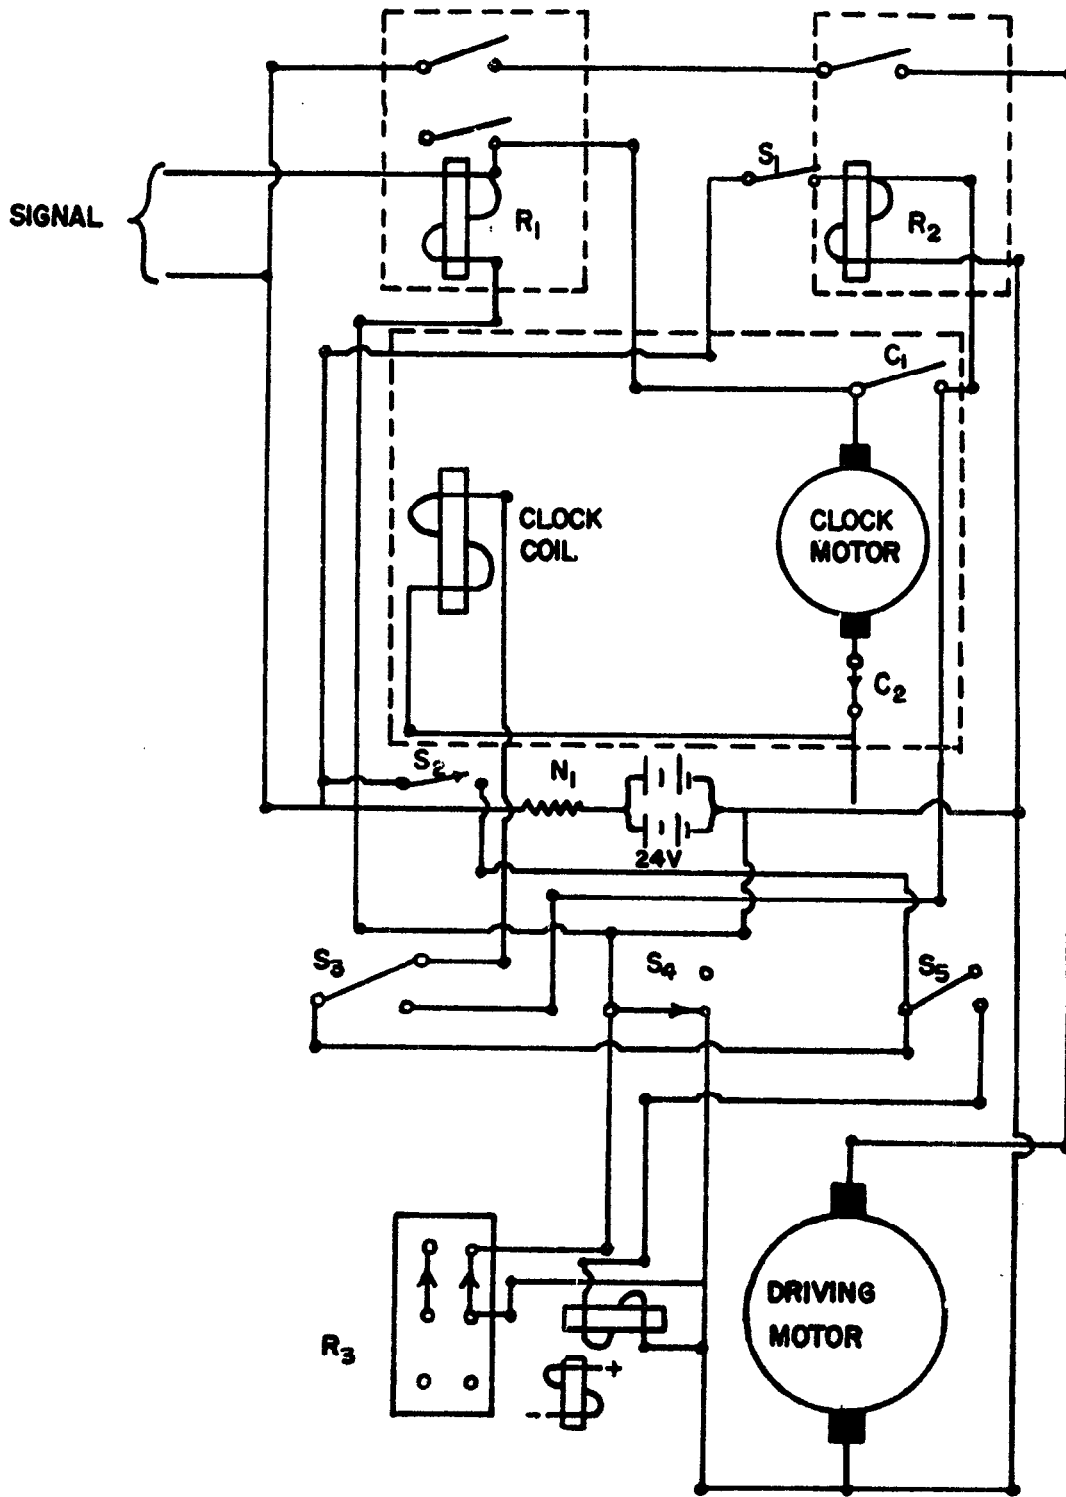 SIGNAL
R1
S1
R2
C1
CLOCK
COIL
CLOCK
MOTOR
C2
S2
N1
24V
S3
S4
S5
R3
+
-
DRIVING
MOTOR